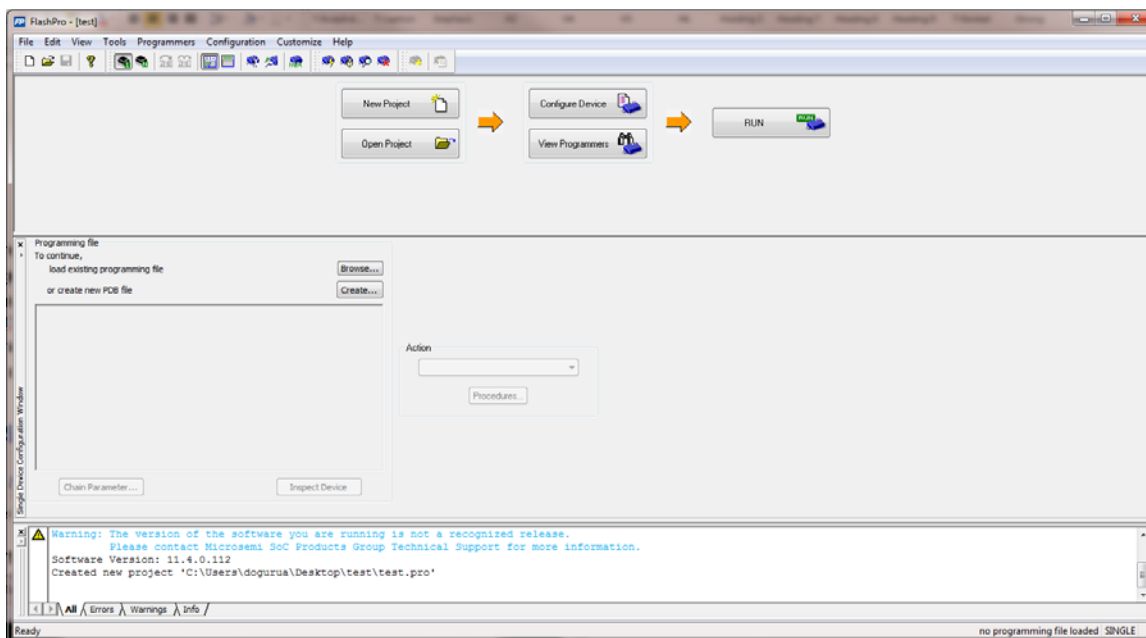 FlashPro - [test]
File Edit View Tools Programmers Configuration Customize Help
New Project
Configure Device
RUN
Open Project
View Programmers
Programming file
To continue,
load existing programming file
Browse...
or create new PDB file
Create...
Action
Procedures...
Single Device Configuration Window
Chain Parameter...
Inspect Device
Warning: The version of the software you are running is not a recognized release.
Please contact Microsemi SoC Products Group Technical Support for more information.
Software Version: 11.4.0.112
Created new project 'C:\Users\dogurua\Desktop\test\test.pro'
All Errors Warnings Info
Ready
no programming file loaded SINGLE